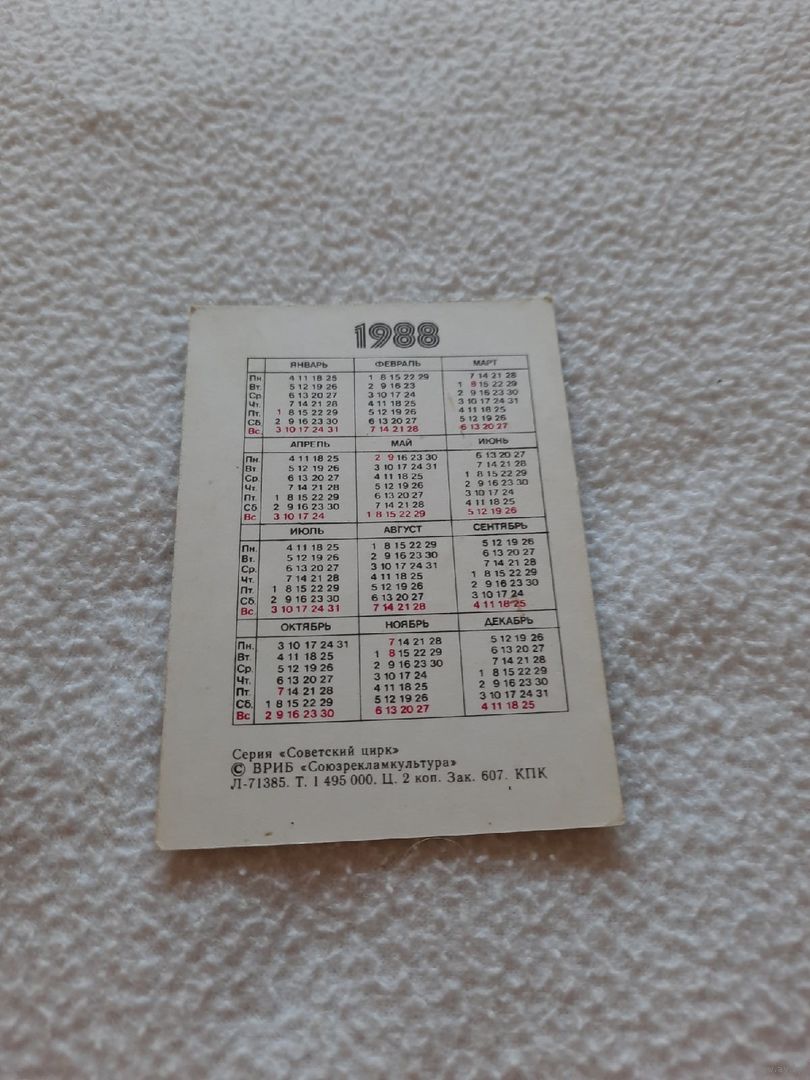 1988
ЯНВАРЬ ФЕВРАЛЬ МАРТ
Пн. 4 11 18 25 1 8 15 22 29 7 14 21 28
Вт. 5 12 19 26 2 9 16 23 1 8 15 22 29
Ср. 6 13 20 27 3 10 17 24 2 9 16 23 30
Чт. 7 14 21 28 4 11 18 25 3 10 17 24 31
Пт. 1 8 15 22 29 5 12 19 26 4 11 18 25
Сб. 2 9 16 23 30 6 13 20 27 5 12 19 26
Вс. 3 10 17 24 31 7 14 21 28 6 13 20 27
АПРЕЛЬ МАЙ ИЮНЬ
Пн. 4 11 18 25 2 9 16 23 30 6 13 20 27
Вт. 5 12 19 26 3 10 17 24 31 7 14 21 28
Ср. 6 13 20 27 4 11 18 25 1 8 15 22 29
Чт. 7 14 21 28 5 12 19 26 2 9 16 23 30
Пт. 1 8 15 22 29 6 13 20 27 3 10 17 24
Сб. 2 9 16 23 30 7 14 21 28 4 11 18 25
Вс. 3 10 17 24 1 8 15 22 29 5 12 19 26
ИЮЛЬ АВГУСТ СЕНТЯБРЬ
Пн. 4 11 18 25 1 8 15 22 29 5 12 19 26
Вт. 5 12 19 26 2 9 16 23 30 6 13 20 27
Ср. 6 13 20 27 3 10 17 24 31 7 14 21 28
Чт. 7 14 21 28 4 11 18 25 1 8 15 22 29
Пт. 1 8 15 22 29 5 12 19 26 2 9 16 23 30
Сб. 2 9 16 23 30 6 13 20 27 3 10 17 24
Вс. 3 10 17 24 31 7 14 21 28 4 11 18 25
ОКТЯБРЬ НОЯБРЬ ДЕКАБРЬ
Пн. 3 10 17 24 31 7 14 21 28 5 12 19 26
Вт. 4 11 18 25 1 8 15 22 29 6 13 20 27
Ср. 5 12 19 26 2 9 16 23 30 7 14 21 28
Чт. 6 13 20 27 3 10 17 24 1 8 15 22 29
Пт. 7 14 21 28 4 11 18 25 2 9 16 23 30
Сб. 1 8 15 22 29 5 12 19 26 3 10 17 24 31
Вс 2 9 16 23 30 6 13 20 27 4 11 18 25
Серия «Советский цирк»
© ВРИБ «Союзрекламкультура»
Л-71385. Т. 1 495 000. Ц. 2 коп. Зак. 607. КПК